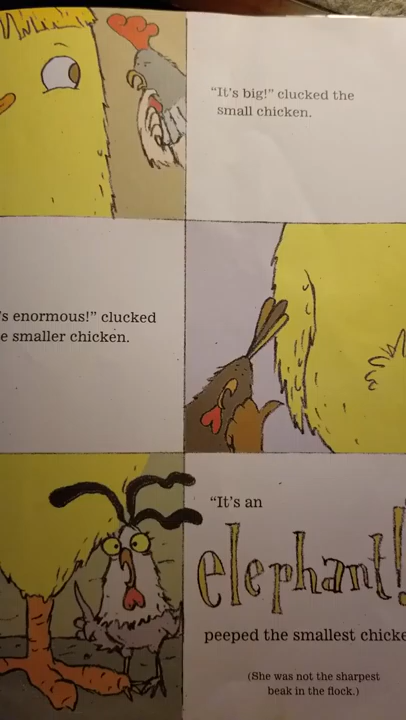 "It's big!" clucked the
small chicken.
's enormous!" clucked
e smaller chicken.
"It's an
elephant!
peeped the smallest chicke
(She was not the sharpest
beak in the flock.)